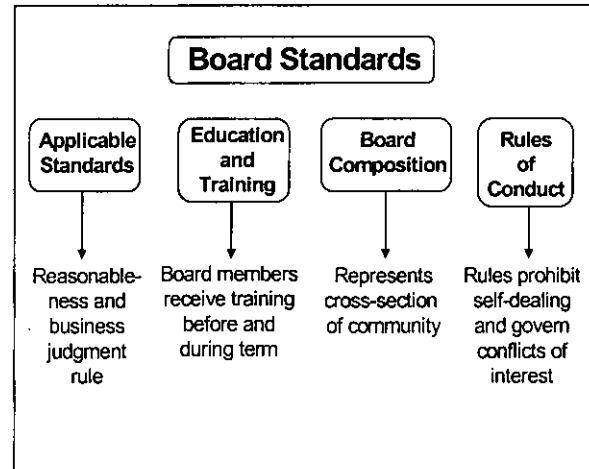 Board Standards
Applicable
Standards
Education
and
Training
Board
Composition
Rules
of
Conduct
Reasonable-
ness and
business
judgment
rule
Board members
receive training
before and
during term
Represents
cross-section
of community
Rules prohibit
self-dealing
and govern
conflicts of
interest